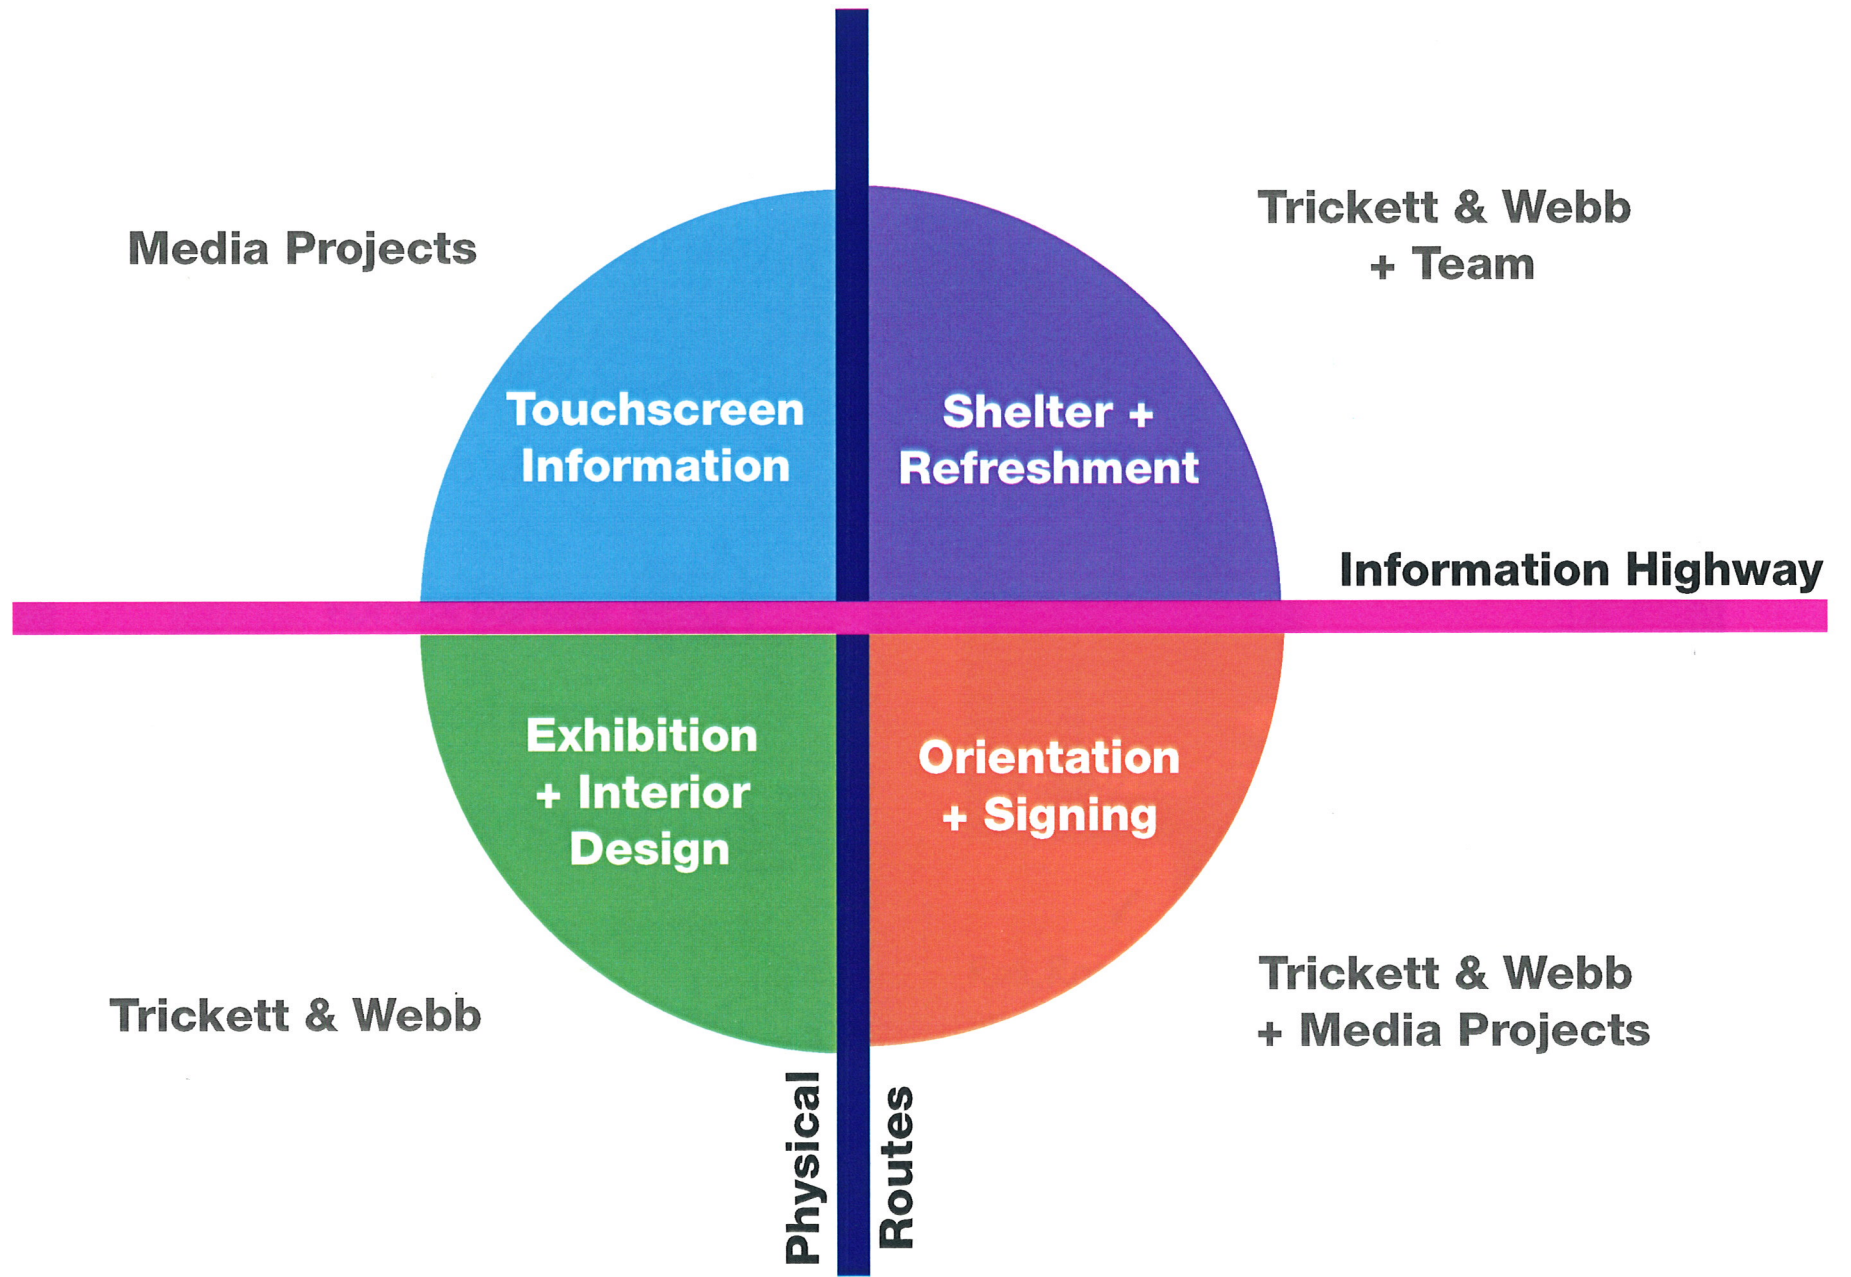 Media Projects
Trickett & Webb
+ Team
Touchscreen
Information
Shelter +
Refreshment
Information Highway
Exhibition
+ Interior
Design
Orientation
+ Signing
Trickett & Webb
Trickett & Webb
+ Media Projects
Physical
Routes